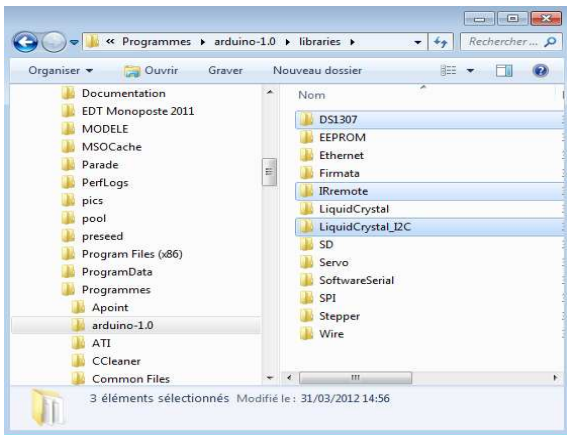 « Programmes ▸ arduino-1.0 ▸ libraries ▸
Rechercher ...
Organiser
Ouvrir
Graver
Nouveau dossier
Documentation
EDT Monoposte 2011
MODELE
MSOCache
Parade
PerfLogs
pics
pool
preseed
Program Files (x86)
ProgramData
Programmes
Apoint
arduino-1.0
ATI
CCleaner
Common Files
Nom
DS1307
EEPROM
Ethernet
Firmata
IRremote
LiquidCrystal
LiquidCrystal_I2C
SD
Servo
SoftwareSerial
SPI
Stepper
Wire
3 éléments sélectionnés Modifié le : 31/03/2012 14:56